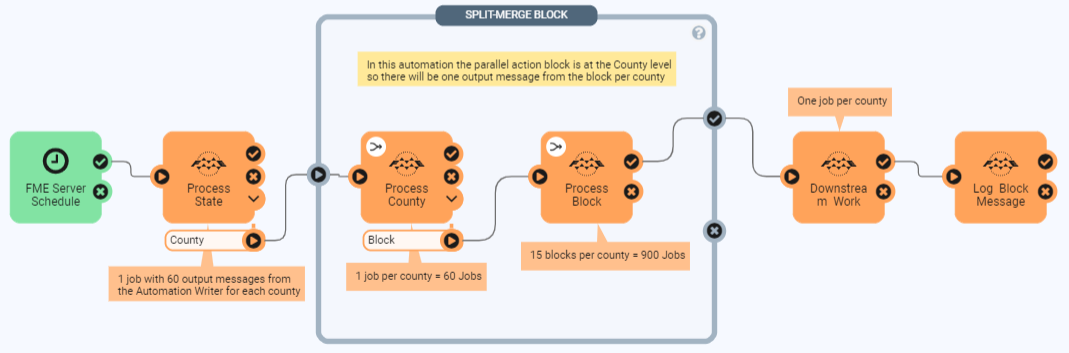 SPLIT-MERGE BLOCK
?
In this automation the parallel action block is at the County level
so there will be one output message from the block per county
One job per county
FME Server
Schedule
Process
State
Process
County
Process
Block
Downstrea
m Work
Log Block
Message
County
Block
1 job with 60 output messages from
the Automation Writer for each county
1 job per county = 60 Jobs
15 blocks per county = 900 Jobs